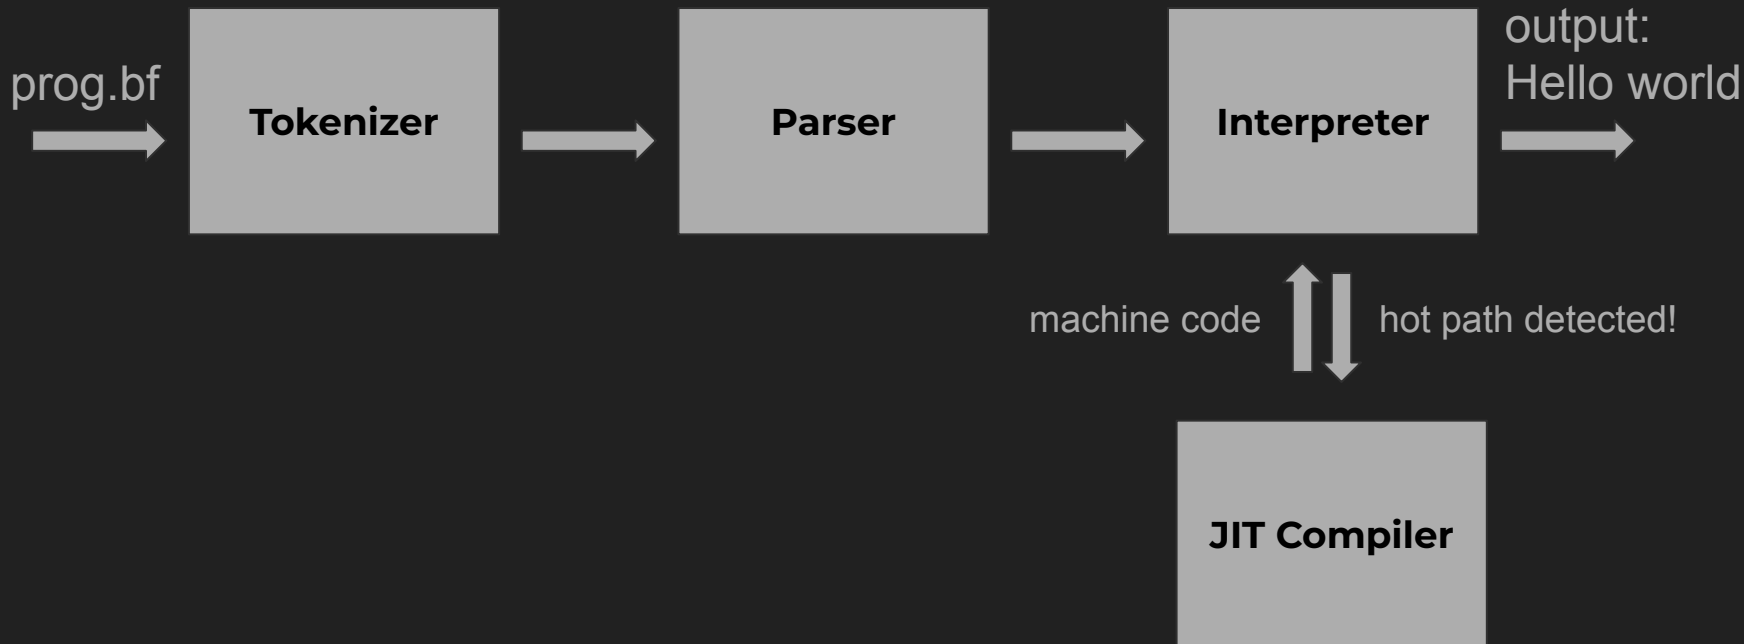 prog.bf
Tokenizer
Parser
Interpreter
output:
Hello world
machine code
hot path detected!
JIT Compiler